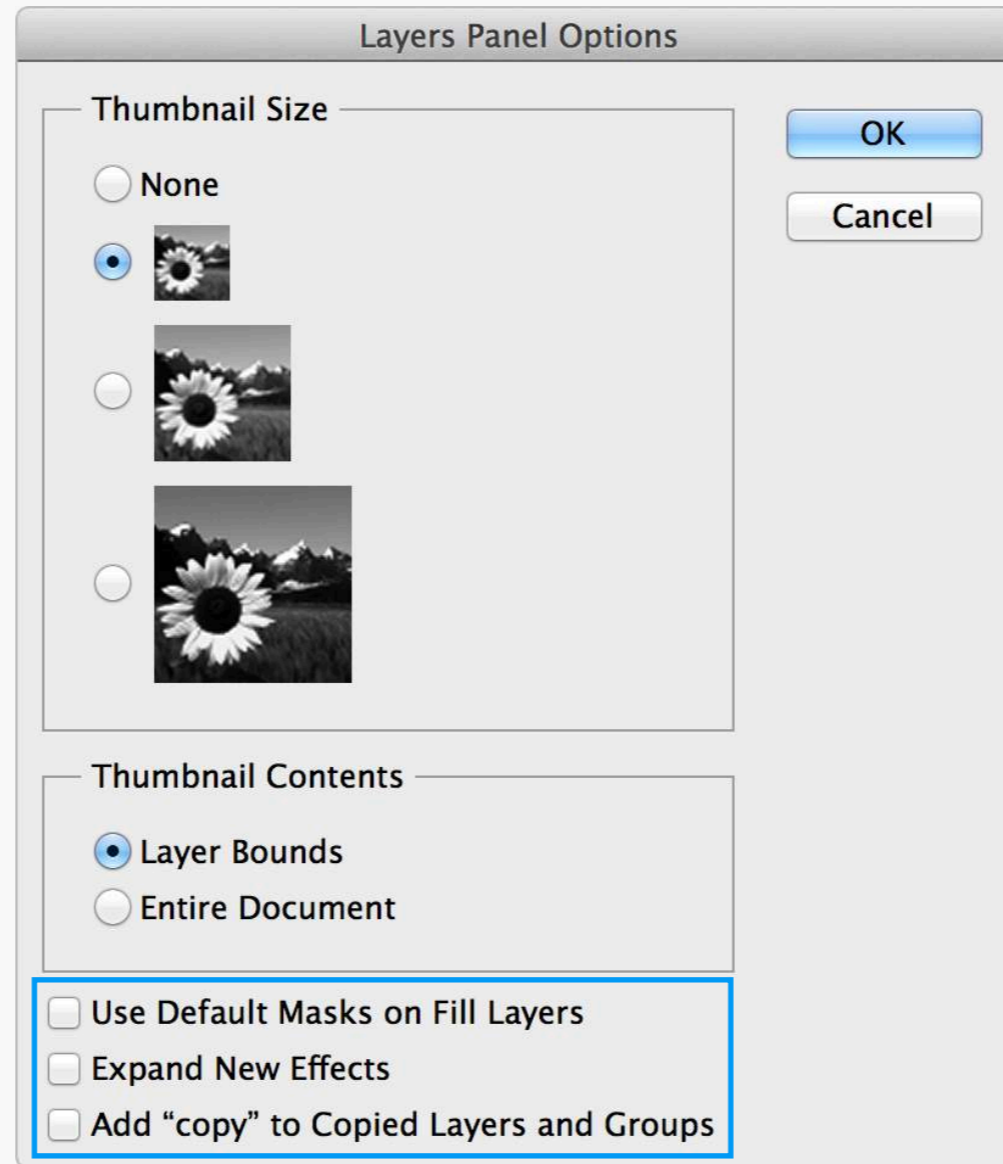 Layers Panel Options
Thumbnail Size
OK
None
Cancel
Thumbnail Contents
Layer Bounds
Entire Document
Use Default Masks on Fill Layers
Expand New Effects
Add “copy” to Copied Layers and Groups